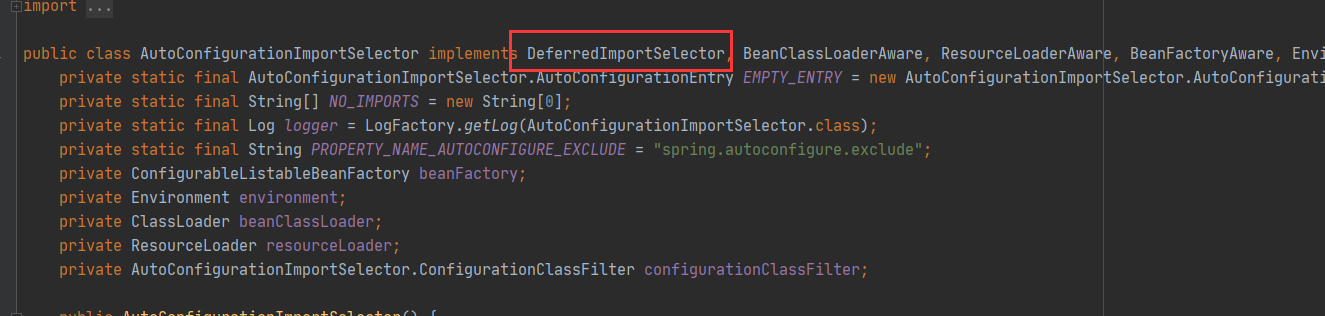 import ...
public class AutoConfigurationImportSelector implements DeferredImportSelector, BeanClassLoaderAware, ResourceLoaderAware, BeanFactoryAware, Envi
private static final AutoConfigurationImportSelector.AutoConfigurationEntry EMPTY_ENTRY = new AutoConfigurationImportSelector.AutoConfigurati
private static final String[] NO_IMPORTS = new String[0];
private static final Log logger = LogFactory.getLog(AutoConfigurationImportSelector.class);
private static final String PROPERTY_NAME_AUTOCONFIGURE_EXCLUDE = "spring.autoconfigure.exclude";
private ConfigurableListableBeanFactory beanFactory;
private Environment environment;
private ClassLoader beanClassLoader;
private ResourceLoader resourceLoader;
private AutoConfigurationImportSelector.ConfigurationClassFilter configurationClassFilter;
public AutoConfigurationImportSelector() {